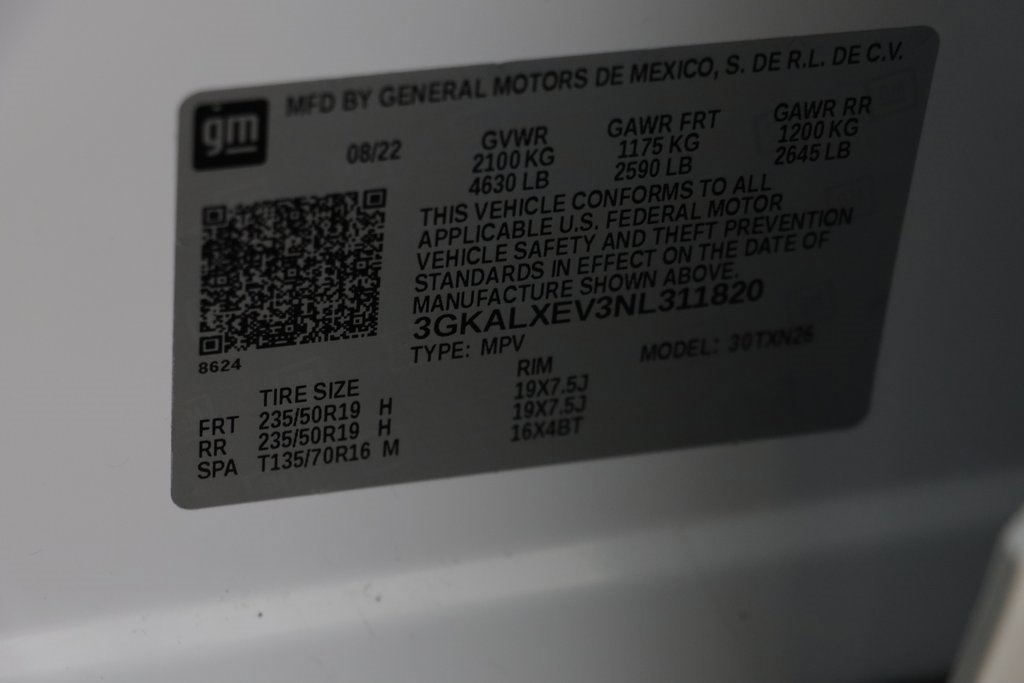 gm
MFD BY GENERAL MOTORS DE MEXICO, S. DE R.L. DE C.V.
08/22
GVWR
2100 KG
4630 LB
GAWR FRT
1175 KG
2590 LB
GAWR RR
1200 KG
2645 LB
THIS VEHICLE CONFORMS TO ALL
APPLICABLE U.S. FEDERAL MOTOR
VEHICLE SAFETY AND THEFT PREVENTION
STANDARDS IN EFFECT ON THE DATE OF
MANUFACTURE SHOWN ABOVE.
3GKALXEV3NL311820
TYPE: MPV
MODEL: 30TXN26
8624
TIRE SIZE RIM
FRT 235/50R19 H 19X7.5J
RR 235/50R19 H 19X7.5J
SPA T135/70R16 M 16X4BT